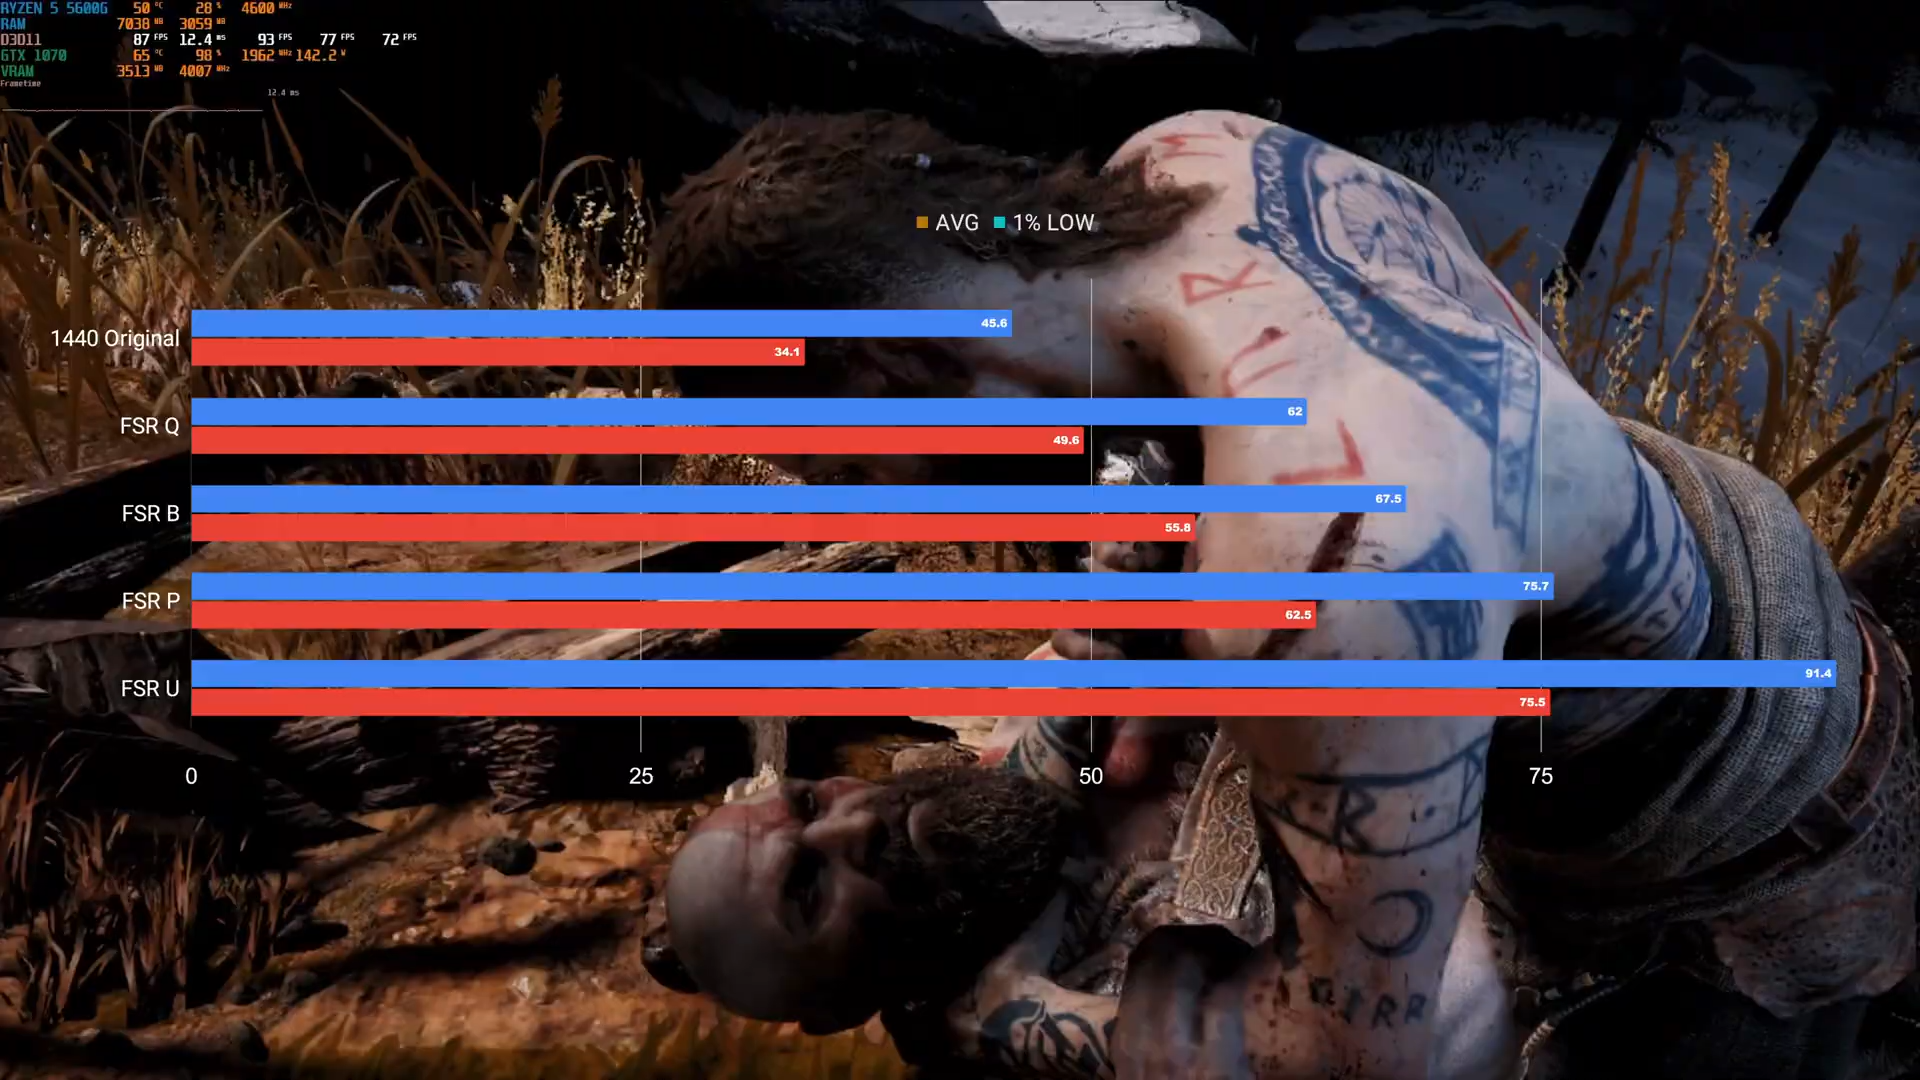 RYZEN 5 5600G 50 °C 28 % 4600 MHz
RAM 7038 MB 3059 MB
D3D11 87 FPS 12.4 ms 93 FPS 77 FPS 72 FPS
GTX 1070 65 °C 98 % 1962 MHz 142.2 W
VRAM 3513 MB 4007 MHz
Frametime
12.4 ms
AVG 1% LOW
1440 Original 45.6
34.1
FSR Q 62
49.6
FSR B 67.5
55.8
FSR P 75.7
62.5
FSR U 91.4
75.5
0 25 50 75